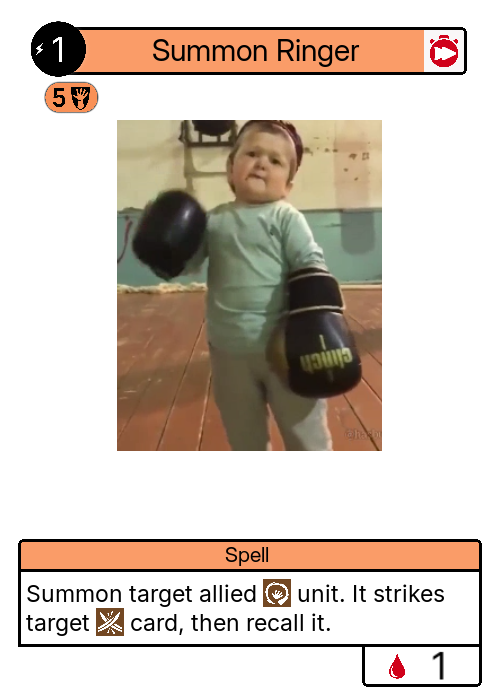 1 Summon Ringer
5
clinch
Spell
Summon target allied unit. It strikes
target card, then recall it.
1